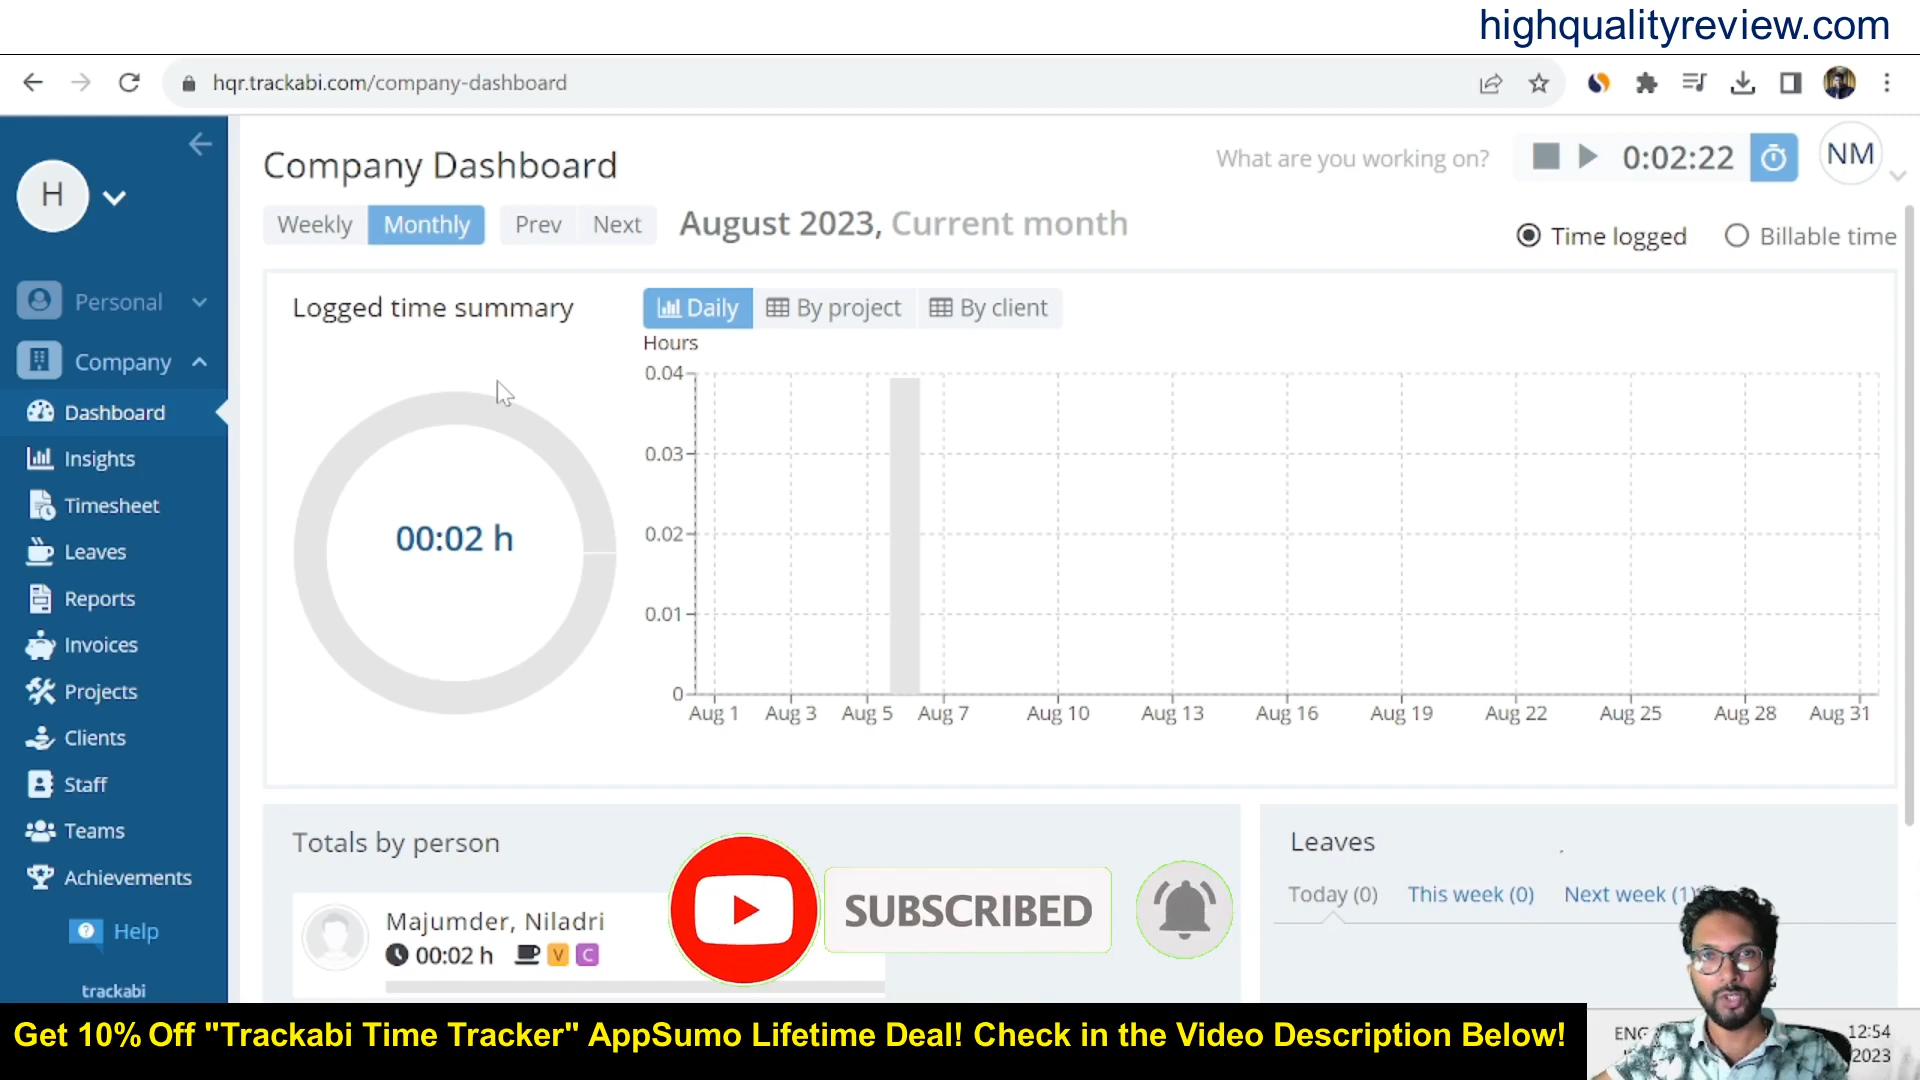 highqualityreview.com
hqr.trackabi.com/company-dashboard
H
Personal
Company
Dashboard
Insights
Timesheet
Leaves
Reports
Invoices
Projects
Clients
Staff
Teams
Achievements
? Help
trackabi
Company Dashboard
What are you working on?
0:02:22
NM
Weekly Monthly Prev Next August 2023, Current month
Time logged Billable time
Logged time summary
Daily By project By client
Hours
0.04
0.03
0.02
0.01
0
Aug 1 Aug 3 Aug 5 Aug 7 Aug 10 Aug 13 Aug 16 Aug 19 Aug 22 Aug 25 Aug 28 Aug 31
00:02 h
Totals by person
Majumder, Niladri
00:02 h V C
SUBSCRIBED
Leaves
Today (0) This week (0) Next week (1)
Get 10% Off "Trackabi Time Tracker" AppSumo Lifetime Deal! Check in the Video Description Below!
ENG
12:54
2023